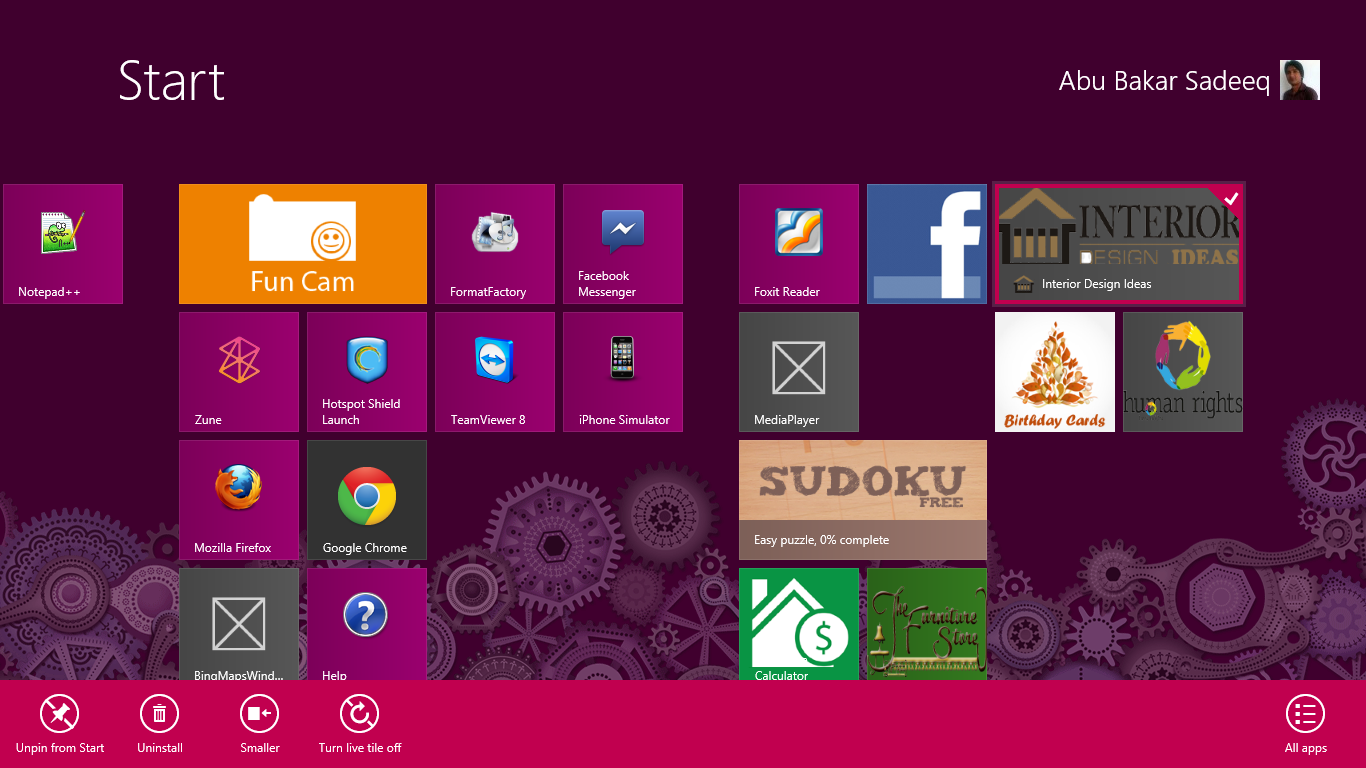 Start
Abu Bakar Sadeeq
Notepad++
Fun Cam
FormatFactory
Facebook
Messenger
Foxit Reader
f
INTERIOR
DESIGN IDEAS
Interior Design Ideas
Zune
Hotspot Shield
Launch
TeamViewer 8
iPhone Simulator
MediaPlayer
Birthday Cards
human rights
Mozilla Firefox
Google Chrome
SUDOKU
FREE
Easy puzzle, 0% complete
BingMapsWind...
?
Help
$
Calculator
The
Furniture
Store
Unpin from Start
Uninstall
Smaller
Turn live tile off
All apps